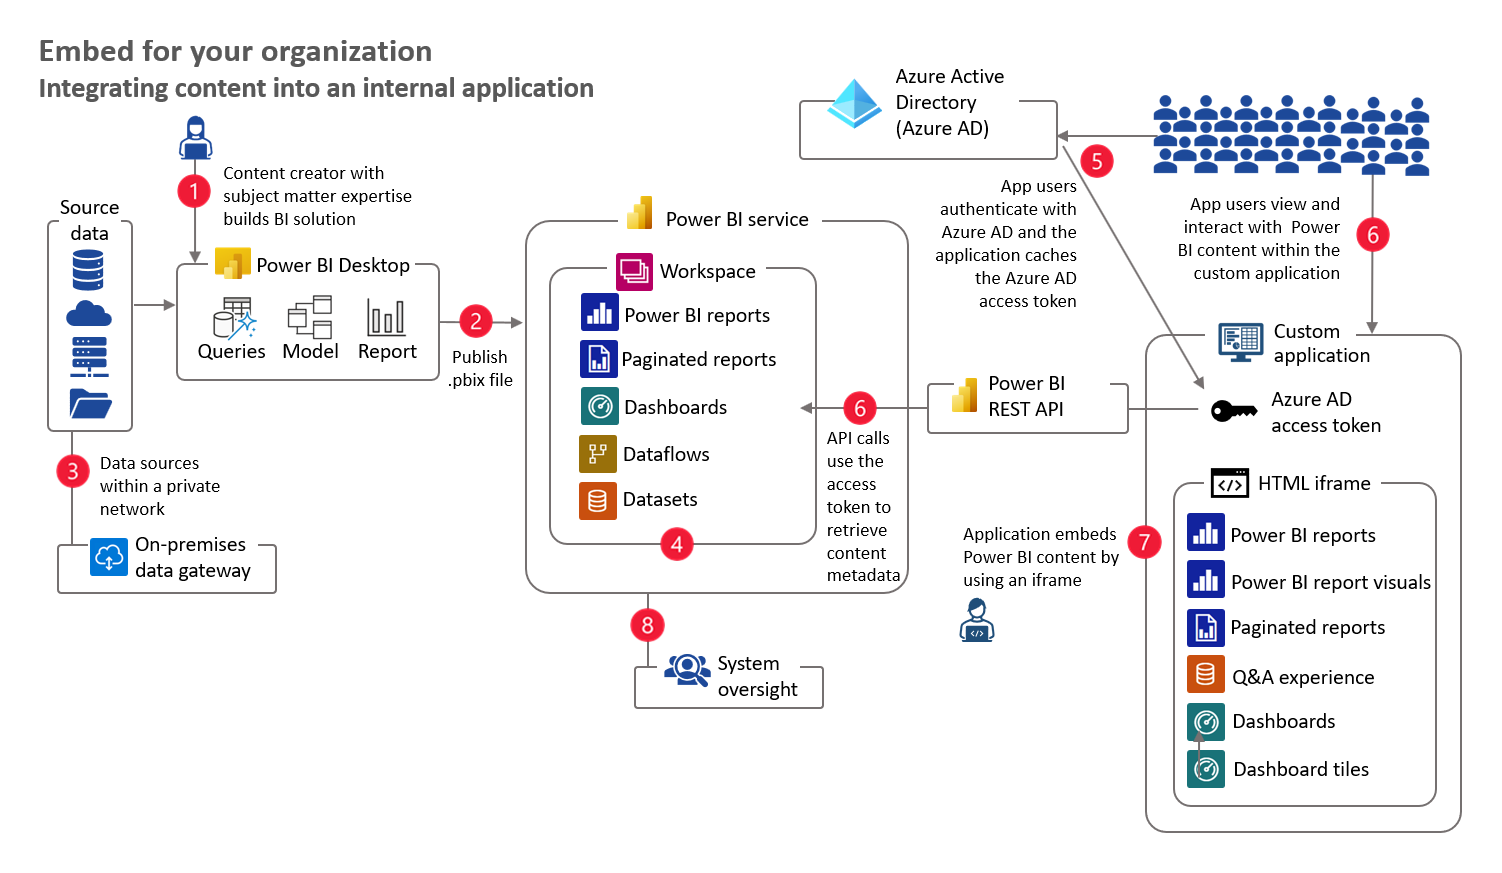 Embed for your organization
Integrating content into an internal application
1
Content creator with
subject matter expertise
builds BI solution
Source
data
Power BI Desktop
Queries
Model
Report
2
Publish
.pbix file
3
Data sources
within a private
network
On-premises
data gateway
Power BI service
Workspace
Power BI reports
Paginated reports
Dashboards
Dataflows
Datasets
4
8
System
oversight
Azure Active
Directory
(Azure AD)
5
App users
authenticate with
Azure AD and the
application caches
the Azure AD
access token
App users view and
interact with Power
BI content within the
custom application
6
Power BI
REST API
6
API calls
use the
access
token to
retrieve
content
metadata
Custom
application
Azure AD
access token
Application embeds
Power BI content by
using an iframe
7
</>
HTML iframe
Power BI reports
Power BI report visuals
Paginated reports
Q&A experience
Dashboards
Dashboard tiles
</>